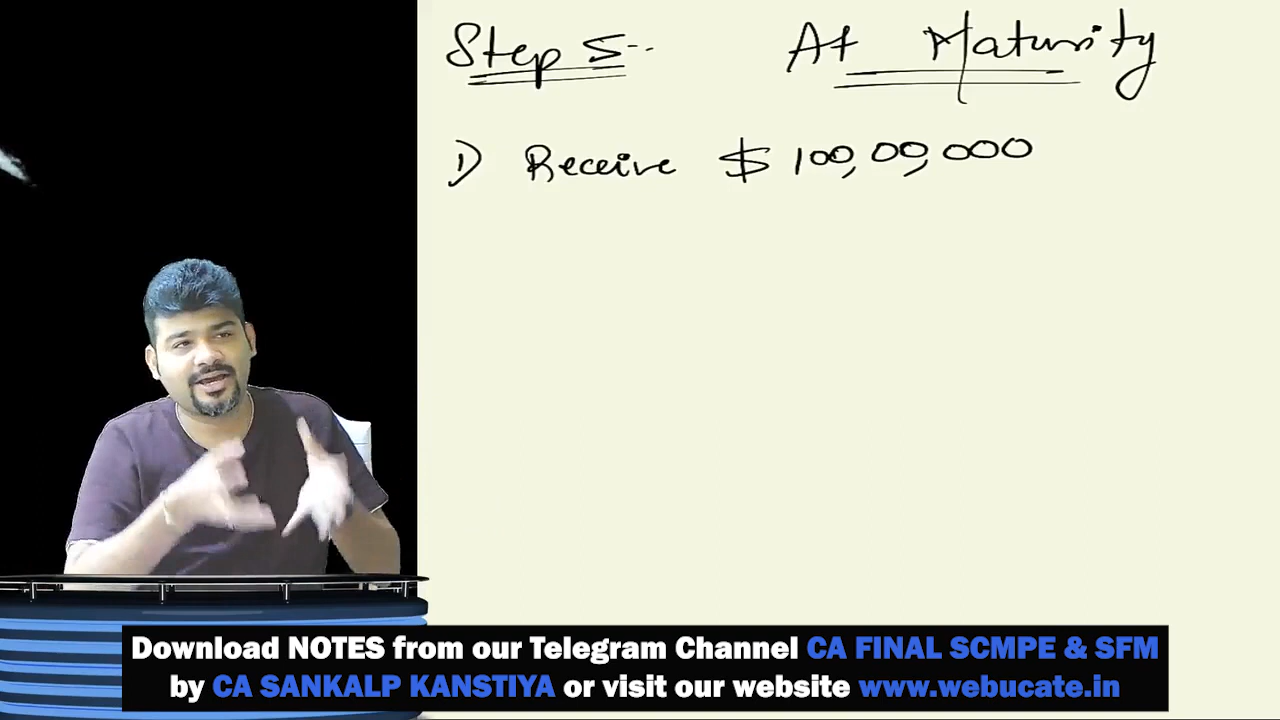 Step 5:- At Maturity
1) Receive $ 100,00,000
Download NOTES from our Telegram Channel CA FINAL SCMPE & SFM
by CA SANKALP KANSTIYA or visit our website www.webucate.in